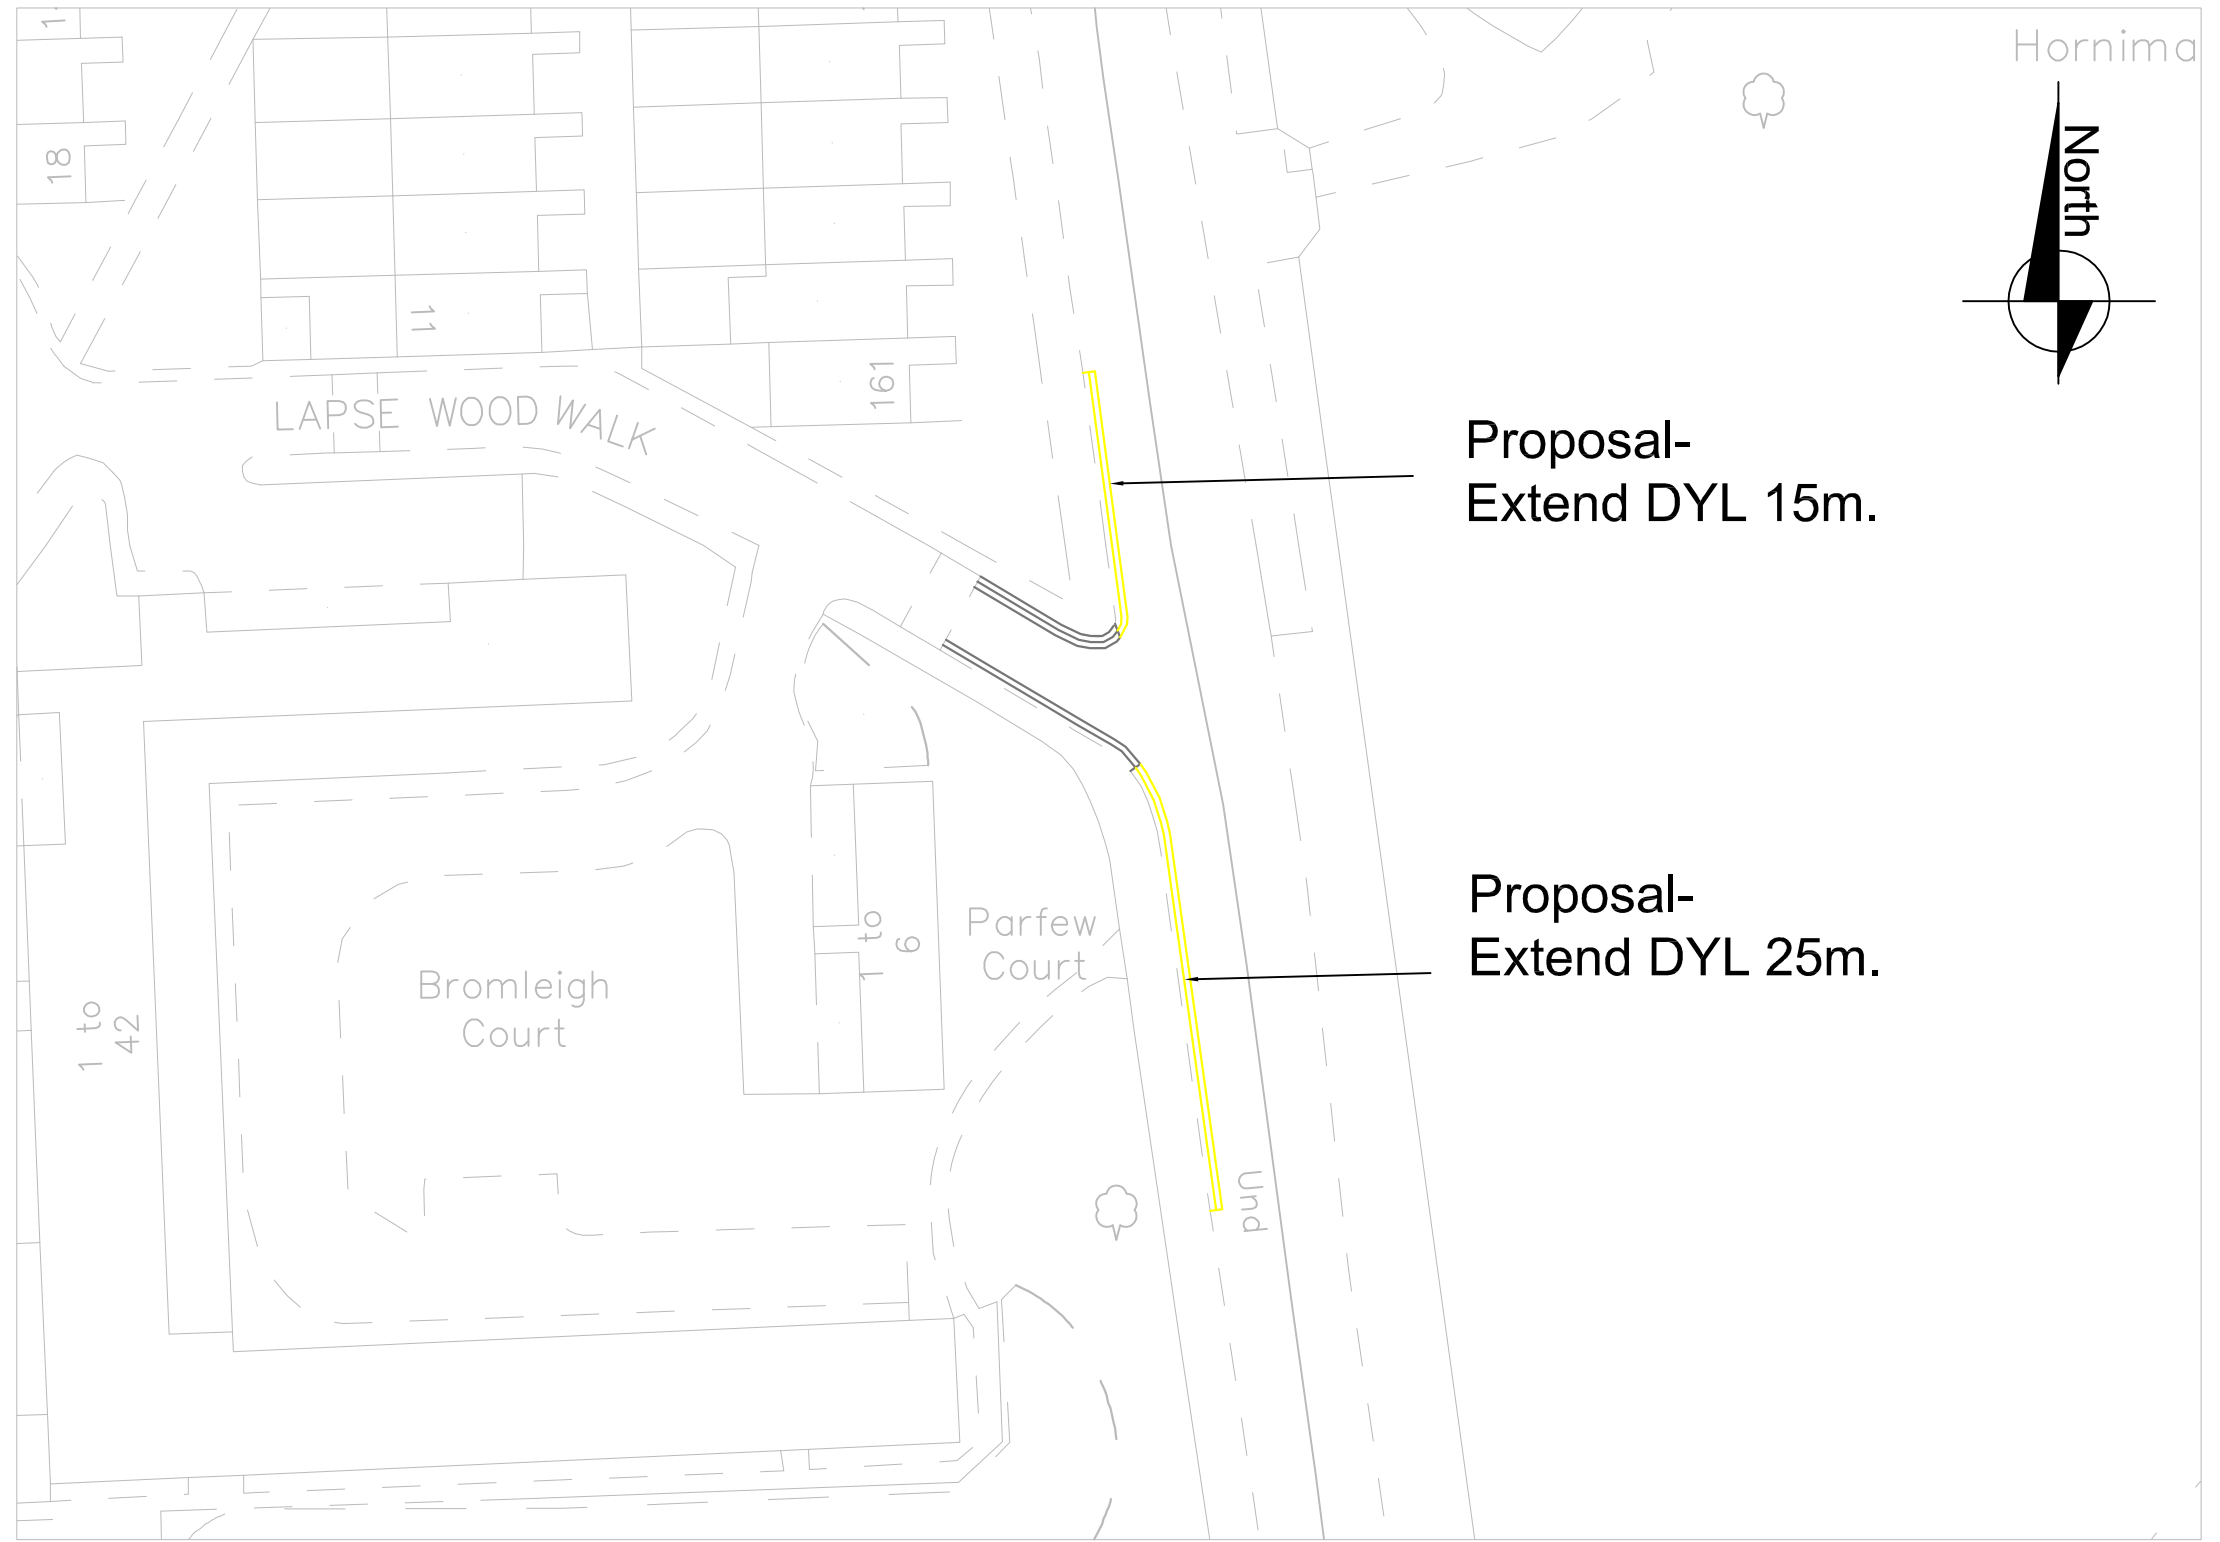 Hornima
North
18
11
161
LAPSE WOOD WALK
Proposal-
Extend DYL 15m.
Proposal-
Extend DYL 25m.
Parfew
Court
1 to
6
Bromleigh
Court
1 to
42
Und